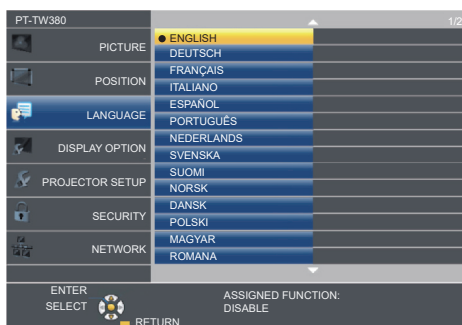 PT-TW380
1/2
PICTURE
POSITION
LANGUAGE
DISPLAY OPTION
PROJECTOR SETUP
SECURITY
NETWORK
ENGLISH
DEUTSCH
FRANÇAIS
ITALIANO
ESPAÑOL
PORTUGUÊS
NEDERLANDS
SVENSKA
SUOMI
NORSK
DANSK
POLSKI
MAGYAR
ROMANA
ENTER
SELECT
RETURN
ASSIGNED FUNCTION:
DISABLE